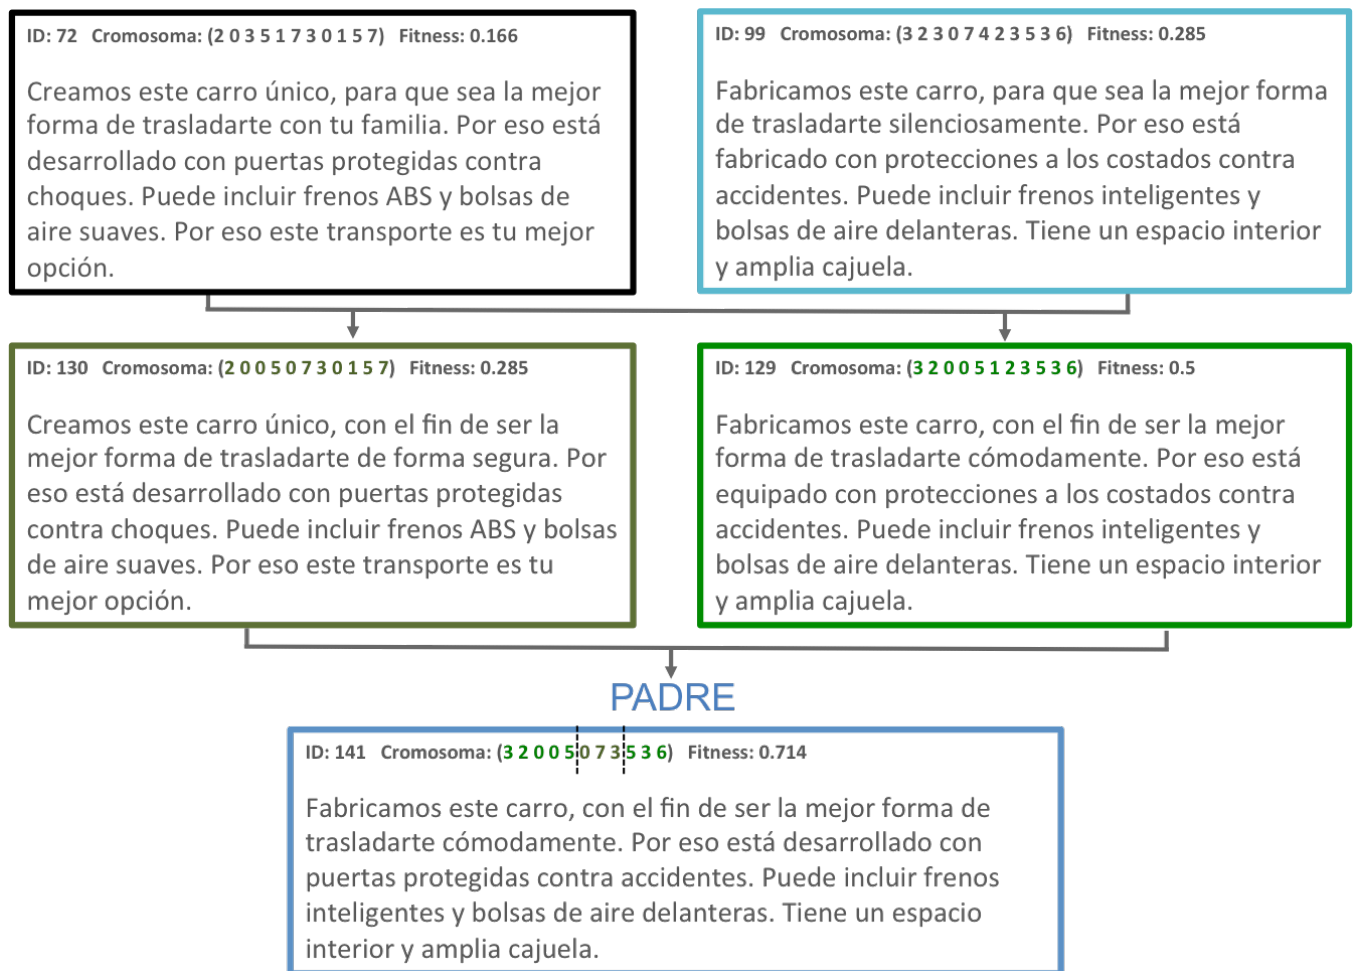 ID: 72 Cromosoma: (2 0 3 5 1 7 3 0 1 5 7) Fitness: 0.166
Creamos este carro único, para que sea la mejor
forma de trasladarte con tu familia. Por eso está
desarrollado con puertas protegidas contra
choques. Puede incluir frenos ABS y bolsas de
aire suaves. Por eso este transporte es tu mejor
opción.
ID: 99 Cromosoma: (3 2 3 0 7 4 2 3 5 3 6) Fitness: 0.285
Fabricamos este carro, para que sea la mejor forma
de trasladarte silenciosamente. Por eso está
fabricado con protecciones a los costados contra
accidentes. Puede incluir frenos inteligentes y
bolsas de aire delanteras. Tiene un espacio interior
y amplia cajuela.
ID: 130 Cromosoma: (2 0 0 5 0 7 3 0 1 5 7) Fitness: 0.285
Creamos este carro único, con el fin de ser la
mejor forma de trasladarte de forma segura. Por
eso está desarrollado con puertas protegidas
contra choques. Puede incluir frenos ABS y bolsas
de aire suaves. Por eso este transporte es tu
mejor opción.
ID: 129 Cromosoma: (3 2 0 0 5 1 2 3 5 3 6) Fitness: 0.5
Fabricamos este carro, con el fin de ser la mejor
forma de trasladarte cómodamente. Por eso está
equipado con protecciones a los costados contra
accidentes. Puede incluir frenos inteligentes y
bolsas de aire delanteras. Tiene un espacio interior
y amplia cajuela.
PADRE
ID: 141 Cromosoma: (3 2 0 0 5 0 7 3 5 3 6) Fitness: 0.714
Fabricamos este carro, con el fin de ser la mejor forma de
trasladarte cómodamente. Por eso está desarrollado con
puertas protegidas contra accidentes. Puede incluir frenos
inteligentes y bolsas de aire delanteras. Tiene un espacio
interior y amplia cajuela.